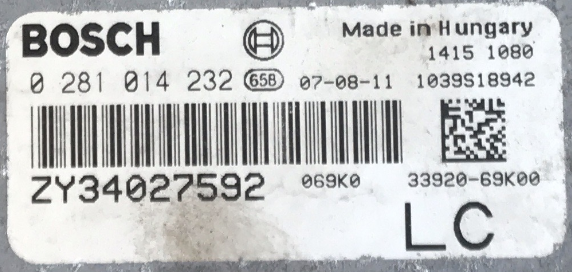 BOSCH Made in Hungary
1415 1080
0 281 014 232 658 07-08-11 1039S18942
ZY34027592 069K0 33920-69K00
LC